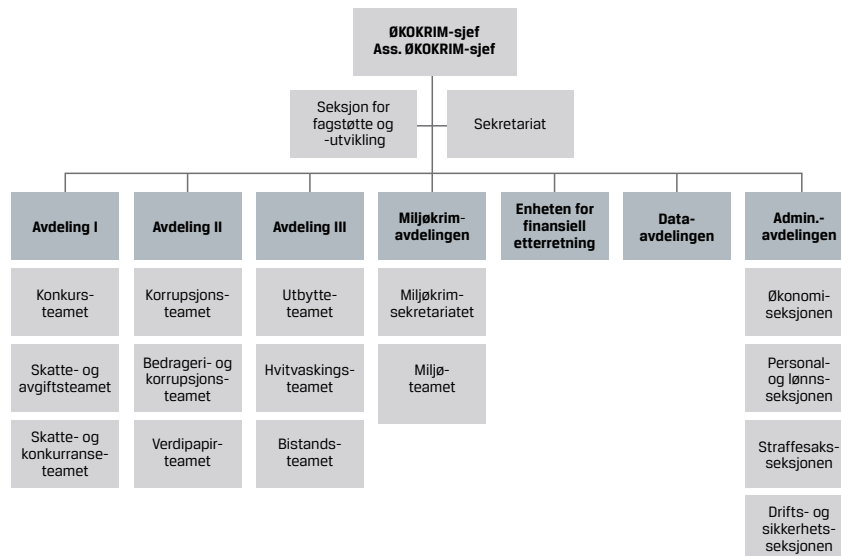 ØKOKRIM-sjef
Ass. ØKOKRIM-sjef
Seksjon for
fagstøtte og
-utvikling
Sekretariat
Avdeling I
Avdeling II
Avdeling III
Miljøkrim-
avdelingen
Enheten for
finansiell
etterretning
Data-
avdelingen
Admin.-
avdelingen
Konkurs-
teamet
Skatte- og
avgiftsteamet
Skatte- og
konkurranse-
teamet
Korrupsjons-
teamet
Bedrageri- og
korrupsjons-
teamet
Verdipapir-
teamet
Utbytte-
teamet
Hvitvaskings-
teamet
Bistands-
teamet
Miljøkrim-
sekretariatet
Miljø-
teamet
Økonomi-
seksjonen
Personal-
og lønns-
seksjonen
Straffesaks-
seksjonen
Drifts- og
sikkerhets-
seksjonen